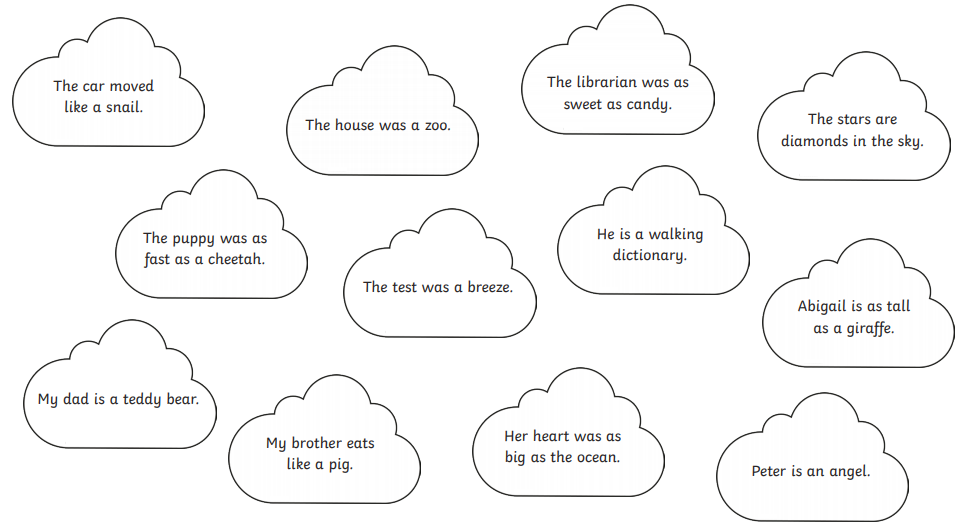 The car moved
like a snail.
The house was a zoo.
The librarian was as
sweet as candy.
The stars are
diamonds in the sky.
The puppy was as
fast as a cheetah.
The test was a breeze.
He is a walking
dictionary.
Abigail is as tall
as a giraffe.
My dad is a teddy bear.
My brother eats
like a pig.
Her heart was as
big as the ocean.
Peter is an angel.